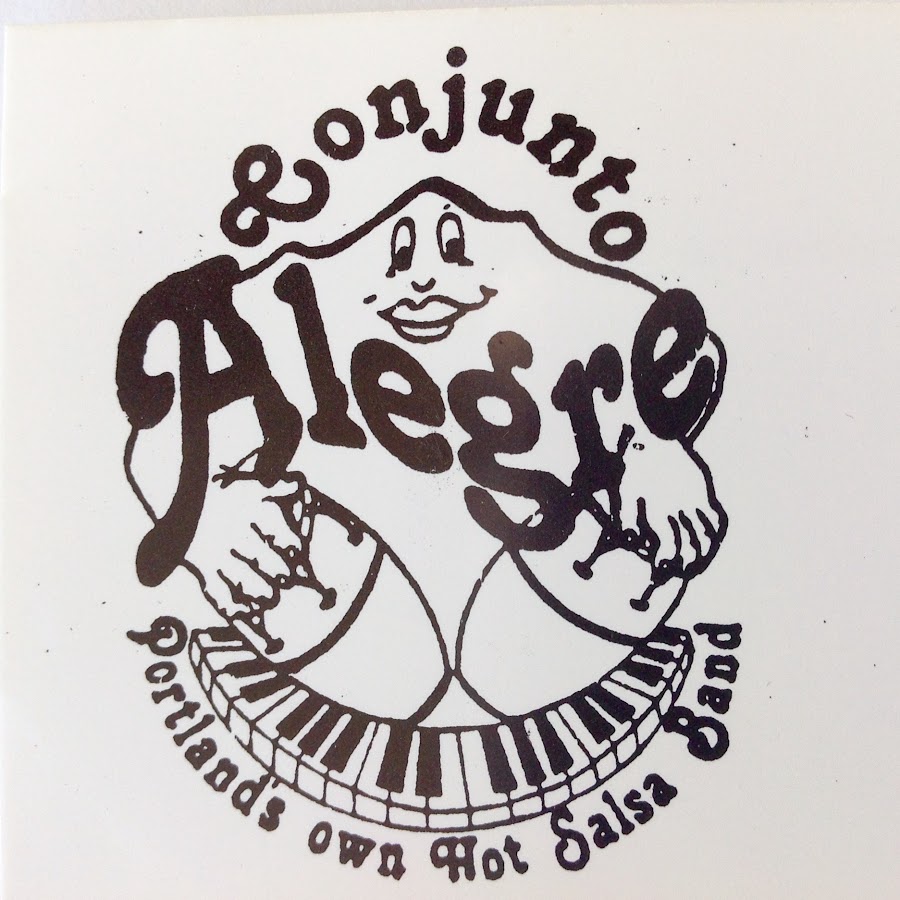 Conjunto
Alegre
Portland's own Hot Salsa Band